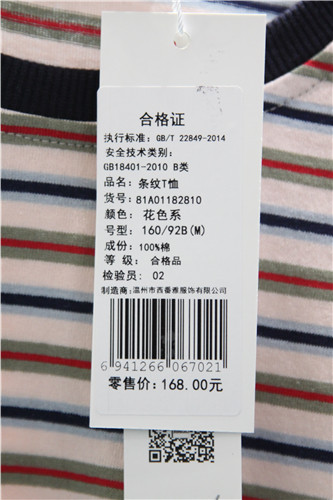 合格证
执行标准: GB/T 22849-2014
安全技术类别:
GB18401-2010 B类
品名: 条纹T恤
货号: 81A01182810
颜色: 花色系
号型: 160/92B(M)
成份: 100%棉
等 级: 合格品
检验员: 02
制造商: 温州市西番雅服饰有限公司
6 941266 067021
零售价: 168.00元